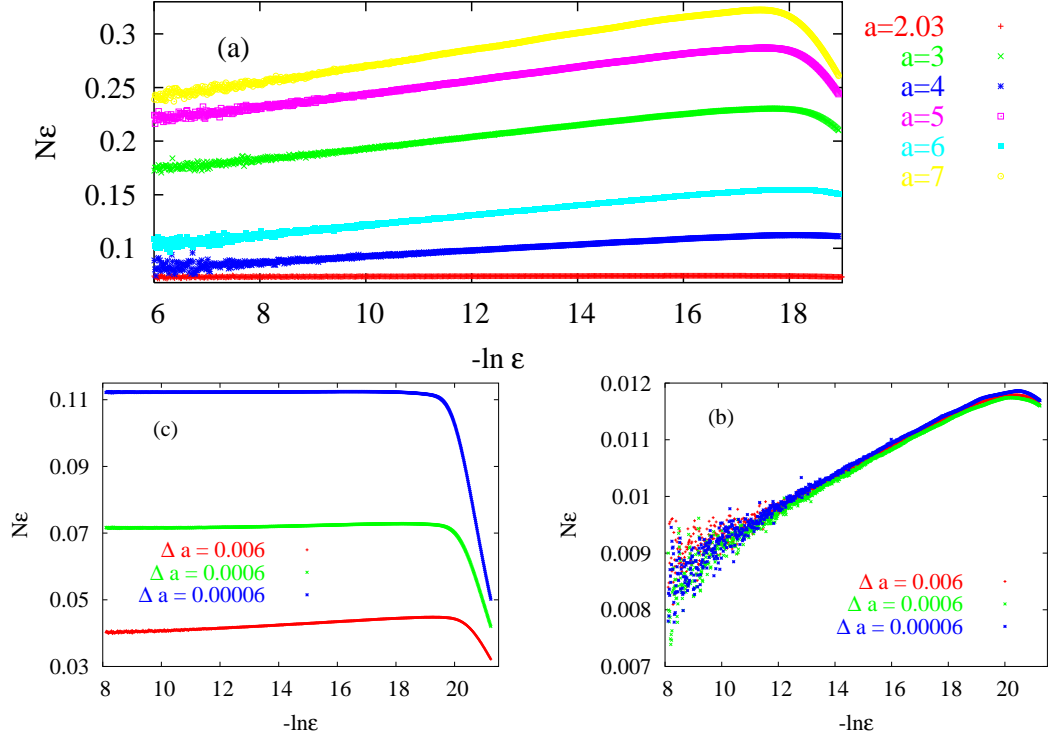 (a)
Nε
0.3
0.25
0.2
0.15
0.1
6 8 10 12 14 16 18
-ln ε
a=2.03
a=3
a=4
a=5
a=6
a=7
(c)
Nε
0.11
0.09
0.07
0.05
0.03
8 10 12 14 16 18 20
-lnε
Δ a = 0.006
Δ a = 0.0006
Δ a = 0.00006
(b)
Nε
0.012
0.011
0.01
0.009
0.008
0.007
8 10 12 14 16 18 20
-lnε
Δ a = 0.006
Δ a = 0.0006
Δ a = 0.00006